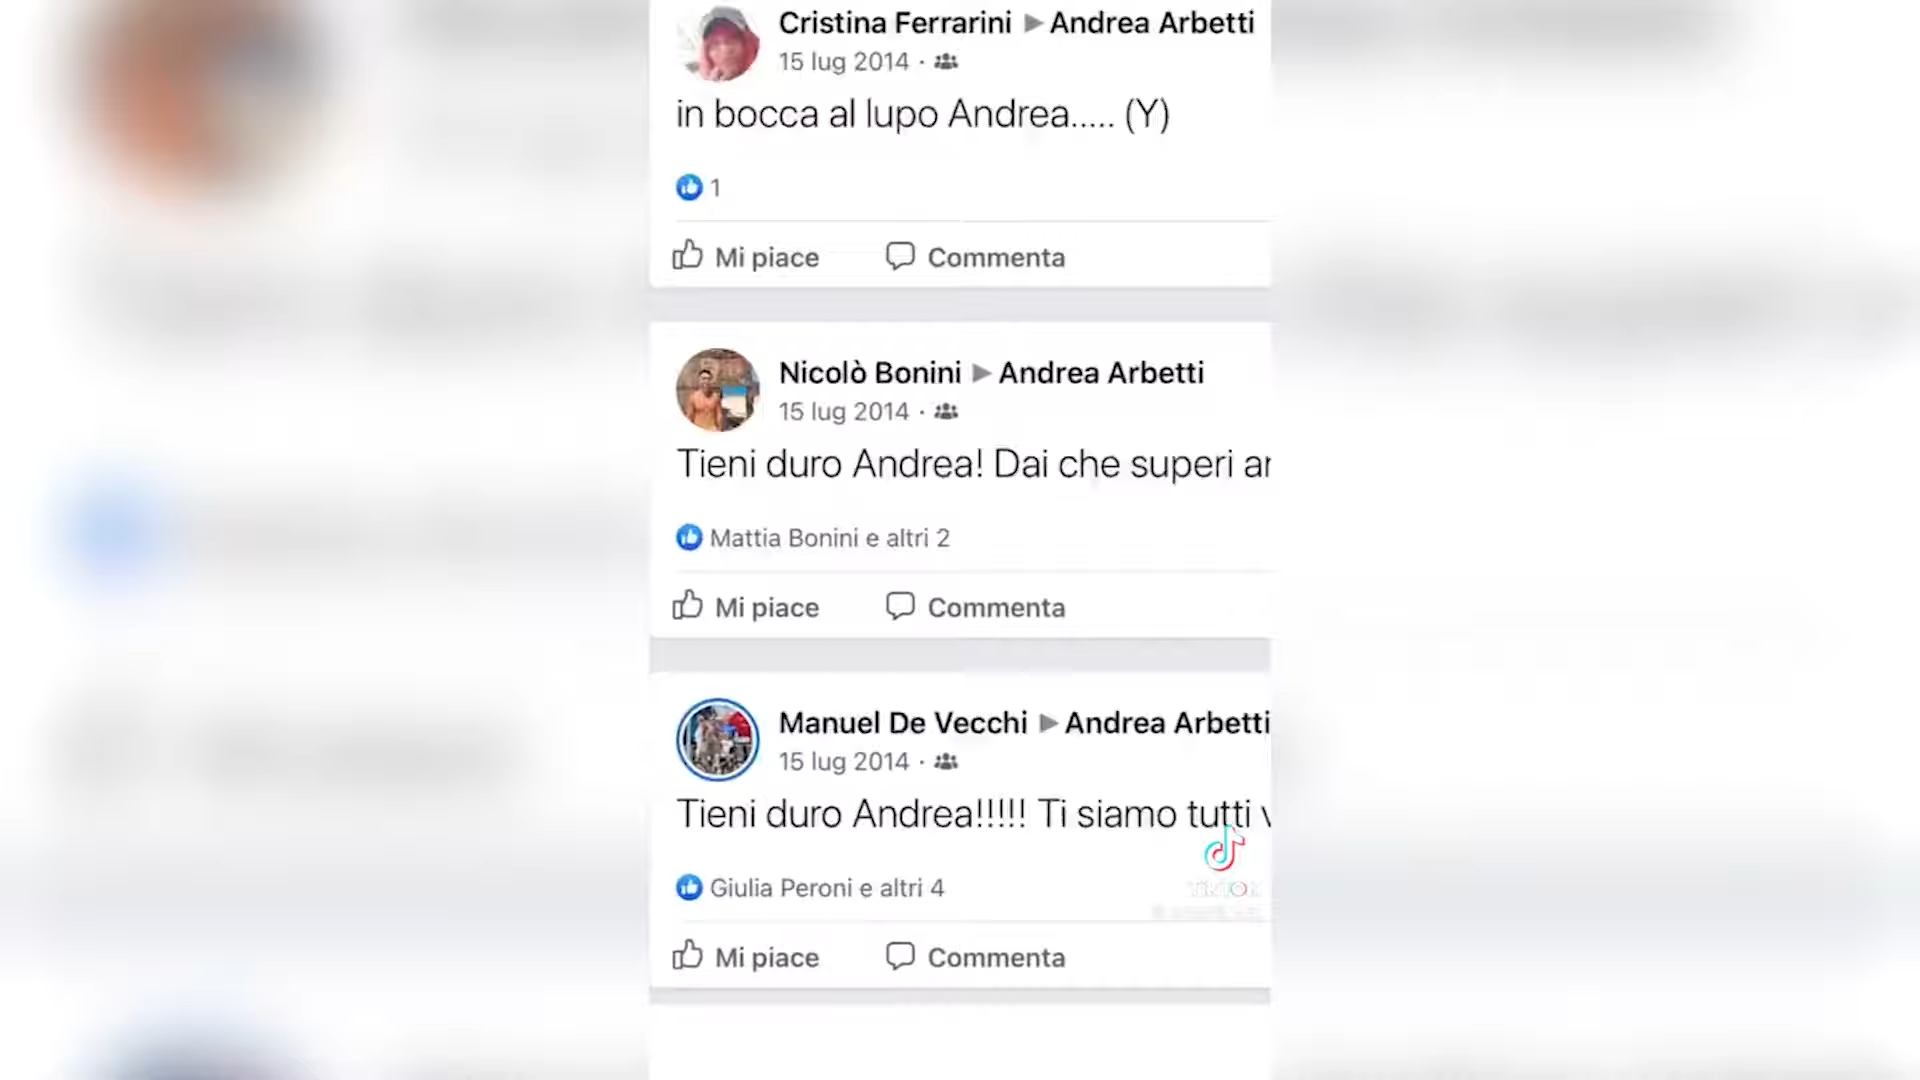 Cristina Ferrarini ▶ Andrea Arbetti
15 lug 2014 ·
in bocca al lupo Andrea..... (Y)
1
Mi piace Commenta
Nicolò Bonini ▶ Andrea Arbetti
15 lug 2014 ·
Tieni duro Andrea! Dai che superi
Mattia Bonini e altri 2
Mi piace Commenta
Manuel De Vecchi ▶ Andrea Arbetti
15 lug 2014 ·
Tieni duro Andrea!!!!! Ti siamo tutti v
TikTok
Giulia Peroni e altri 4
Mi piace Commenta